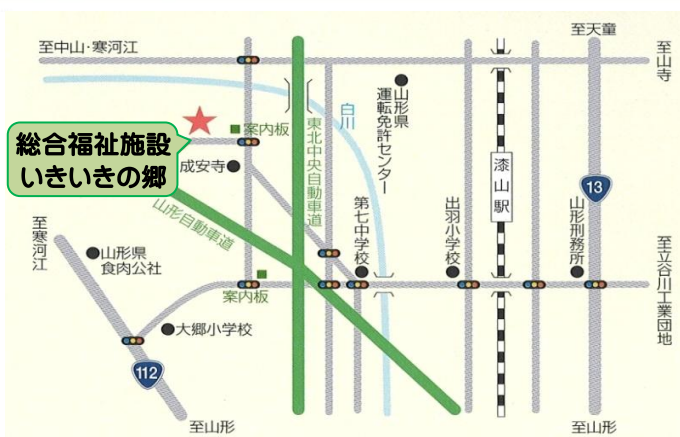 至天童
至中山・寒河江
至山寺
山形県
運転免許センター
白川
東北中央自動車道
案内板
総合福祉施設
いきいきの郷
成安寺
漆山駅
13
山形自動車道
第七中学校
出羽小学校
山形刑務所
至寒河江
山形県
食肉公社
至立谷川工業団地
案内板
大郷小学校
112
至山形
至山形